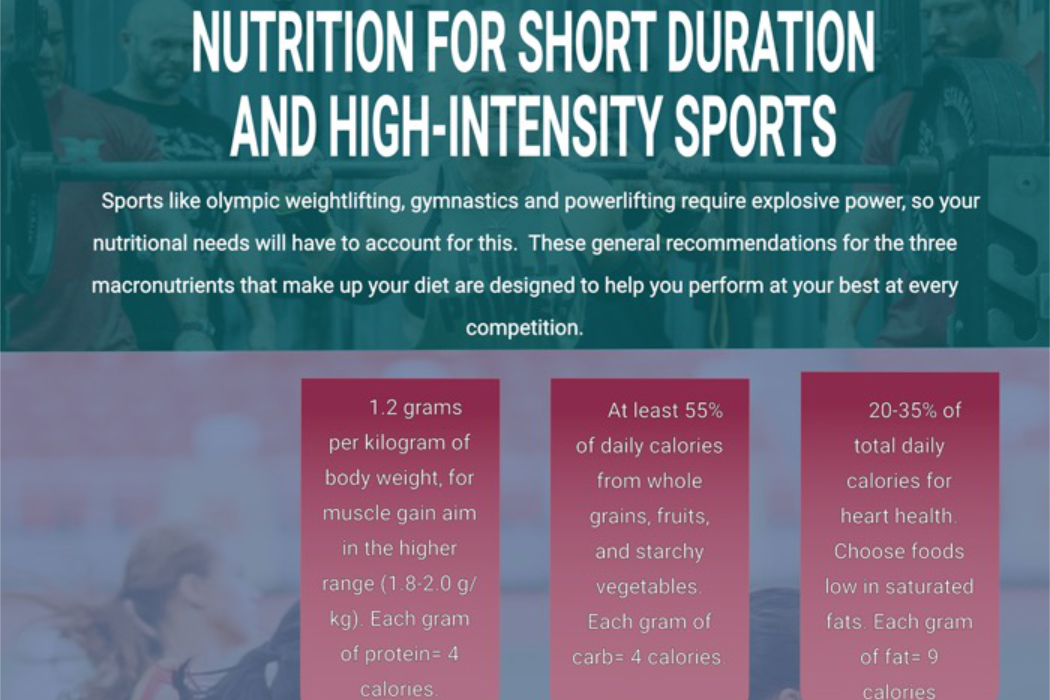 NUTRITION FOR SHORT DURATION
AND HIGH-INTENSITY SPORTS
Sports like olympic weightlifting, gymnastics and powerlifting require explosive power, so your
nutritional needs will have to account for this. These general recommendations for the three
macronutrients that make up your diet are designed to help you perform at your best at every
competition.
1.2 grams
per kilogram of
body weight, for
muscle gain aim
in the higher
range (1.8-2.0 g/
kg). Each gram
of protein= 4
calories.
At least 55%
of daily calories
from whole
grains, fruits,
and starchy
vegetables.
Each gram of
carb= 4 calories.
20-35% of
total daily
calories for
heart health.
Choose foods
low in saturated
fats. Each gram
of fat= 9
calories